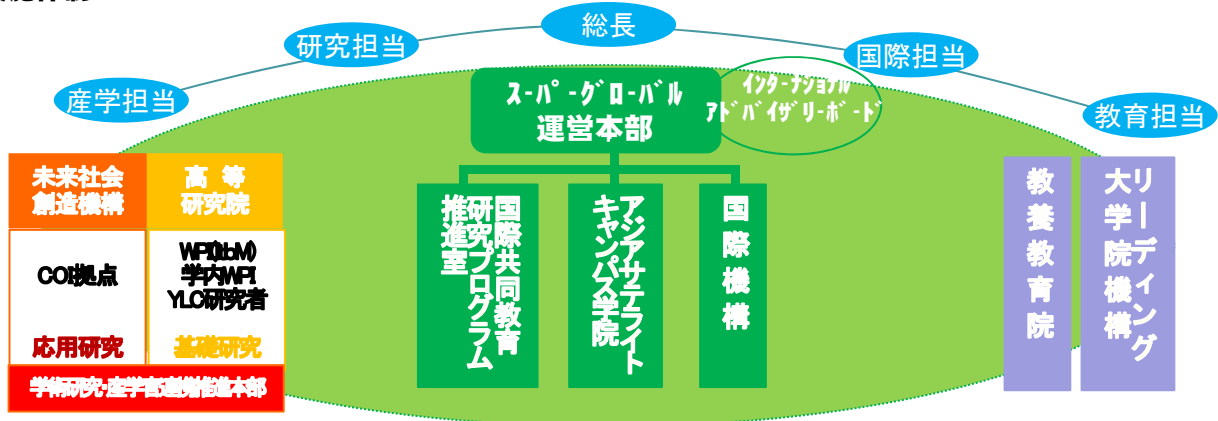 総長
研究担当
国際担当
産学担当
教育担当
ｽｰﾊﾟｰｸﾞﾛｰﾊﾞﾙ
運営本部
ｲﾝﾀｰﾅｼｮﾅﾙ
ｱﾄﾞﾊﾞｲｻﾞﾘｰﾎﾞｰﾄﾞ
未来社会
創造機構
高等
研究院
COI拠点
WPI(ITbM)
学内WPI
YLC研究者
応用研究
基礎研究
学術研究・産学官連携推進本部
国際共同教育
研究プログラム
推進室
アジアサテライト
キャンパス学院
国際機構
教養教育院
リーディング
大学院機構